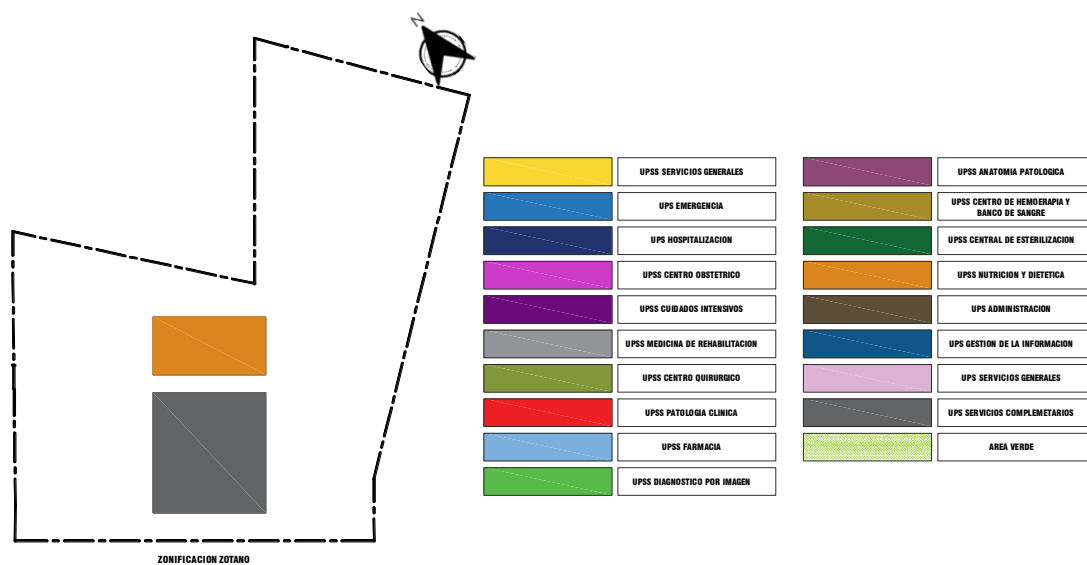 N
UPSS SERVICIOS GENERALES
UPS EMERGENCIA
UPS HOSPITALIZACION
UPSS CENTRO OBSTETRICO
UPSS CUIDADOS INTENSIVOS
UPSS MEDICINA DE REHABILITACION
UPSS CENTRO QUIRURGICO
UPSS PATOLOGIA CLINICA
UPSS FARMACIA
UPSS DIAGNOSTICO POR IMAGEN
UPSS ANATOMIA PATOLOGICA
UPSS CENTRO DE HEMOERAPIA Y
BANCO DE SANGRE
UPSS CENTRAL DE ESTERILIZACION
UPSS NUTRICION Y DIETETICA
UPS ADMINISTRACION
UPS GESTION DE LA INFORMACION
UPS SERVICIOS GENERALES
UPS SERVICIOS COMPLEMETARIOS
AREA VERDE
ZONIFICACION ZOTANO